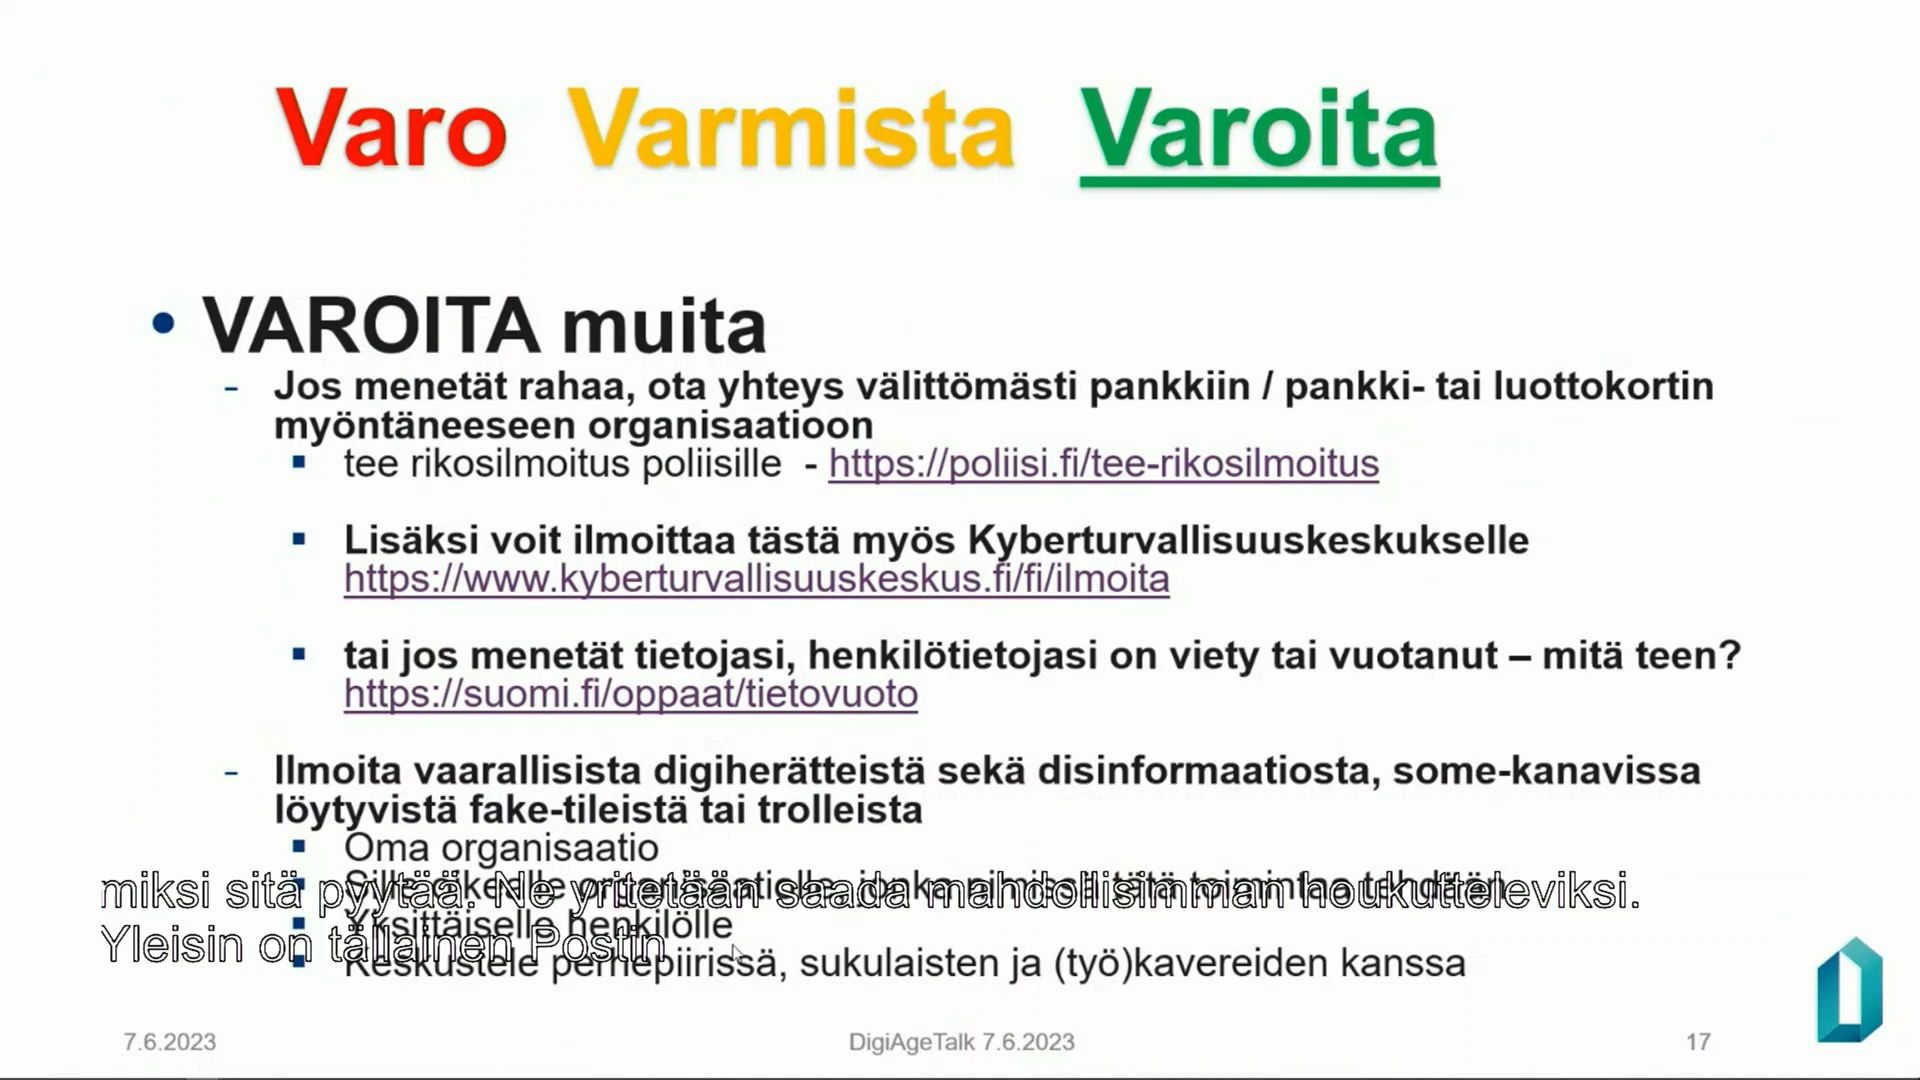 Varo Varmista Varoita
• VAROITA muita
- Jos menetät rahaa, ota yhteys välittömästi pankkiin / pankki- tai luottokortin
myöntäneeseen organisaatioon
▪ tee rikosilmoitus poliisille - https://poliisi.fi/tee-rikosilmoitus
▪ Lisäksi voit ilmoittaa tästä myös Kyberturvallisuuskeskukselle
https://www.kyberturvallisuuskeskus.fi/fi/ilmoita
▪ tai jos menetät tietojasi, henkilötietojasi on viety tai vuotanut – mitä teen?
https://suomi.fi/oppaat/tietovuoto
- Ilmoita vaarallisista digiherätteistä sekä disinformaatiosta, some-kanavissa
löytyvistä fake-tileistä tai trolleista
▪ Oma organisaatio
miksi sitä pyytää. Ne yritetään saada mahdollisimman houkutteleviksi.
▪ Yksittäiselle henkilölle
Yleisin on tällainen Postin
▪ Keskustele perhepiirissä, sukulaisten ja (työ)kavereiden kanssa
7.6.2023 DigiAgeTalk 7.6.2023 17